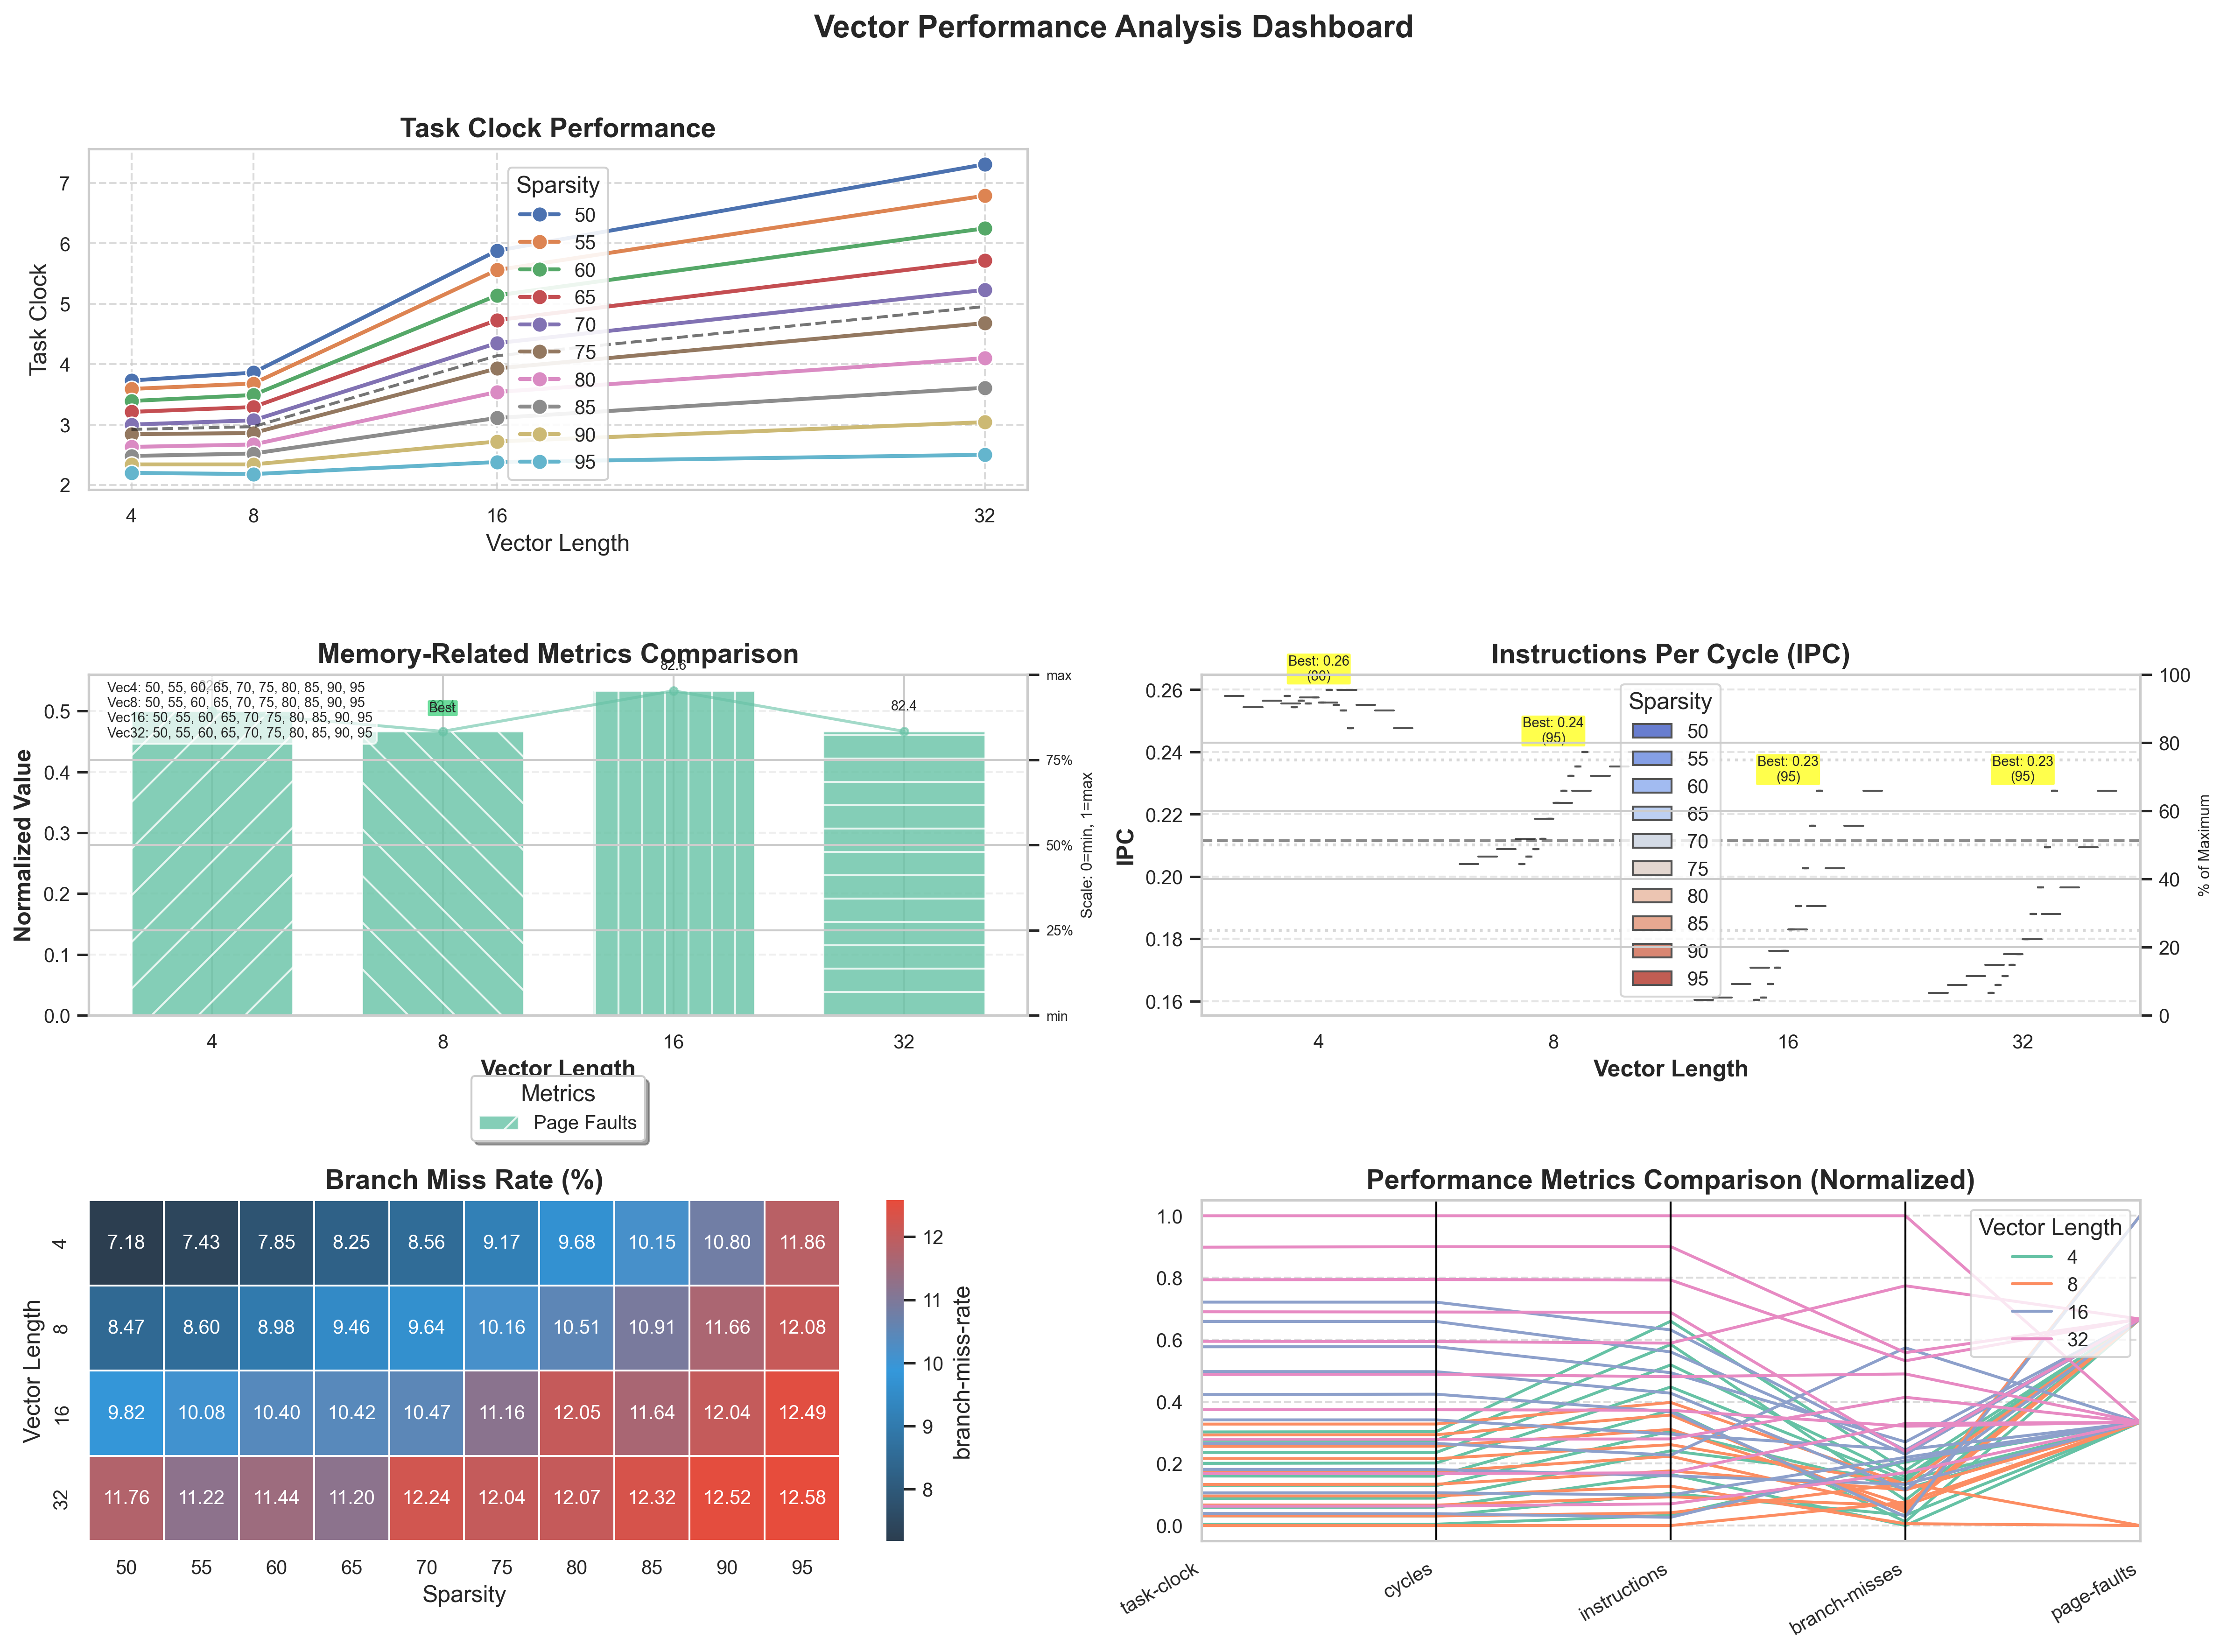 Vector Performance Analysis Dashboard
Task Clock Performance
Task Clock
7
6
5
4
3
2
Sparsity
50
55
60
65
70
75
80
85
90
95
4 8 16 32
Vector Length
Memory-Related Metrics Comparison
Normalized Value
0.5
0.4
0.3
0.2
0.1
0.0
Vec4: 50, 55, 60, 65, 70, 75, 80, 85, 90, 95
Vec8: 50, 55, 60, 65, 70, 75, 80, 85, 90, 95
Vec16: 50, 55, 60, 65, 70, 75, 80, 85, 90, 95
Vec32: 50, 55, 60, 65, 70, 75, 80, 85, 90, 95
Best
82.6
82.4
max
75%
50%
25%
min
Scale: 0=min, 1=max
4 8 16 32
Vector Length
Metrics
Page Faults
Instructions Per Cycle (IPC)
IPC
0.26
0.24
0.22
0.20
0.18
0.16
Best: 0.26
(80)
Best: 0.24
(95)
Best: 0.23
(95)
Best: 0.23
(95)
Sparsity
50
55
60
65
70
75
80
85
90
95
100
80
60
40
20
0
% of Maximum
4 8 16 32
Vector Length
Branch Miss Rate (%)
Vector Length
4 7.18 7.43 7.85 8.25 8.56 9.17 9.68 10.15 10.80 11.86
8 8.47 8.60 8.98 9.46 9.64 10.16 10.51 10.91 11.66 12.08
16 9.82 10.08 10.40 10.42 10.47 11.16 12.05 11.64 12.04 12.49
32 11.76 11.22 11.44 11.20 12.24 12.04 12.07 12.32 12.52 12.58
50 55 60 65 70 75 80 85 90 95
Sparsity
12
11
10
9
8
branch-miss-rate
Performance Metrics Comparison (Normalized)
1.0
0.8
0.6
0.4
0.2
0.0
Vector Length
4
8
16
32
task-clock
cycles
instructions
branch-misses
page-faults